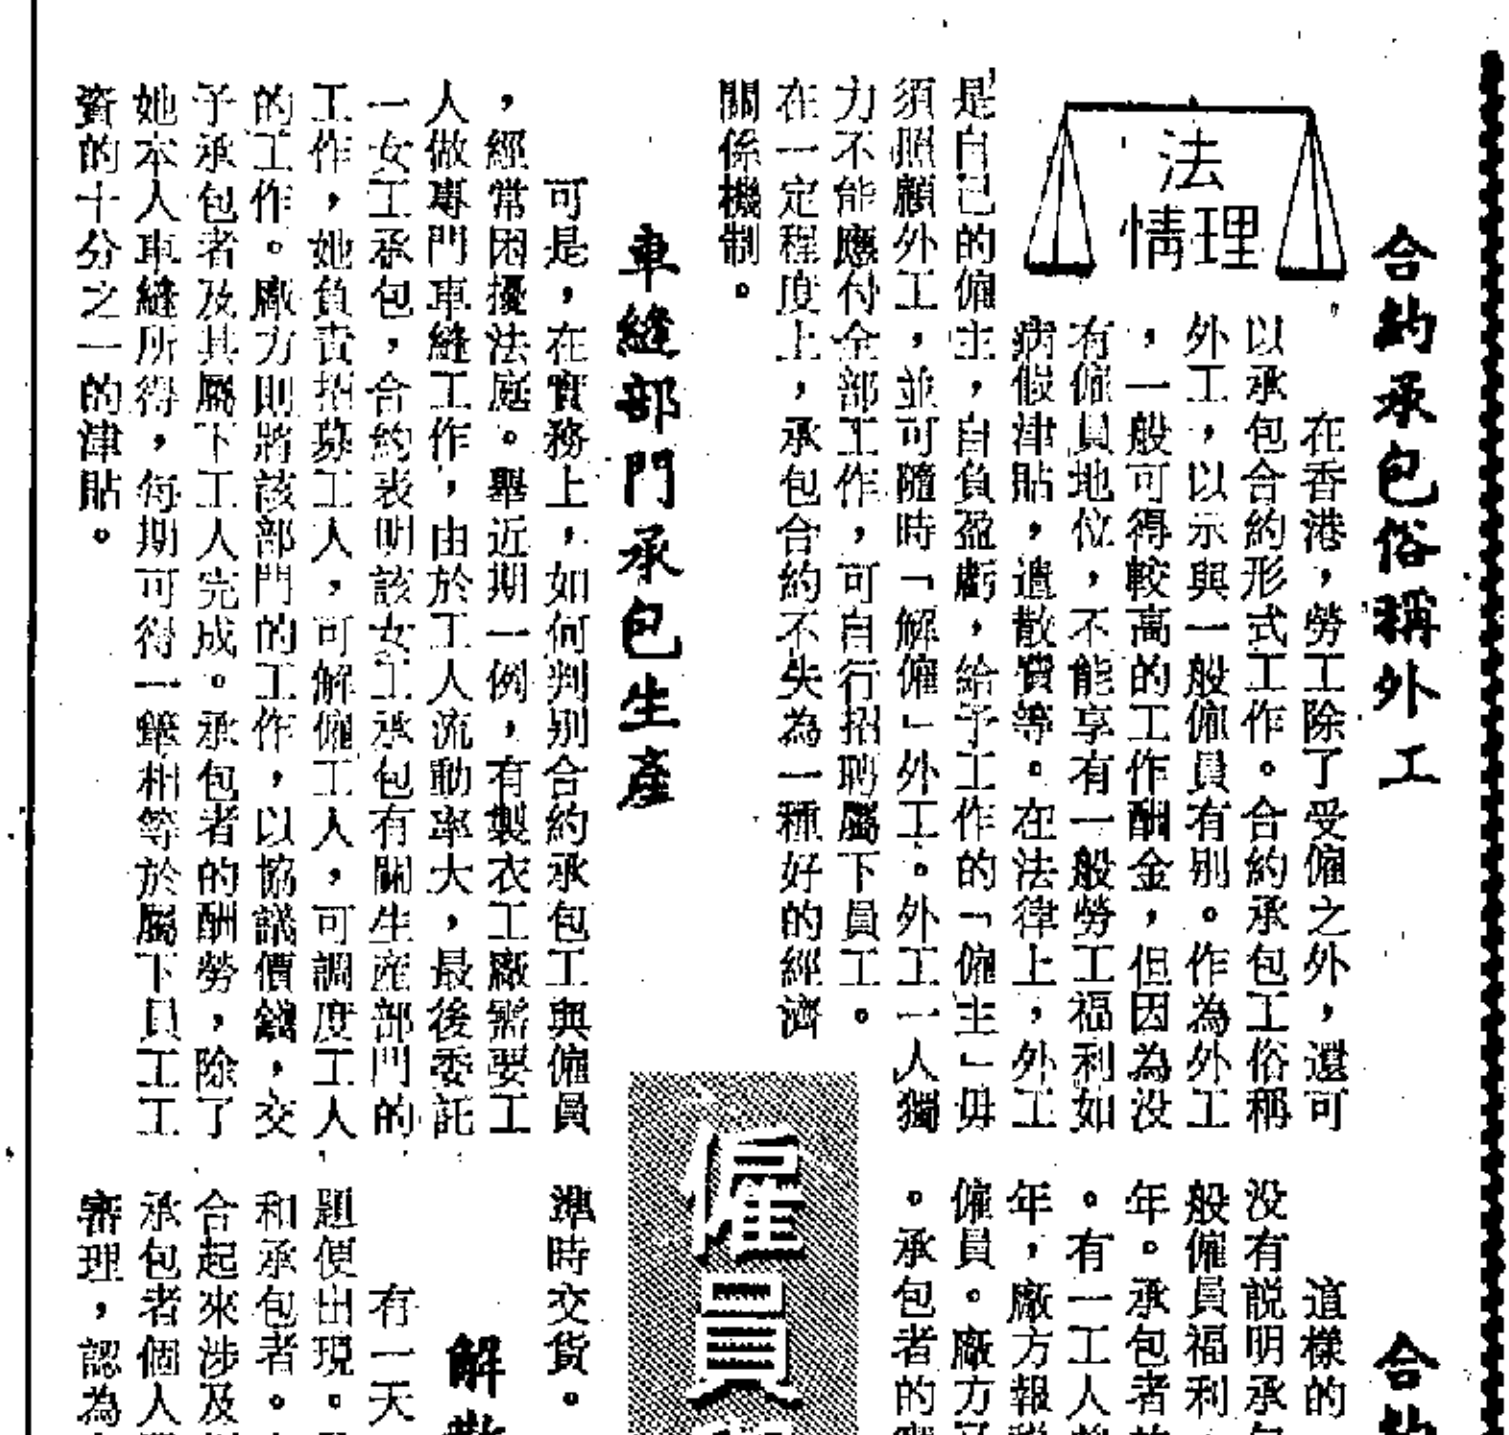 法
情理
合約承包俗稱外工
在香港，勞工除了受僱之外，還可
以承包合約形式工作。合約承包工俗稱
外工，以示與一般僱員有別。作為外工
，一般可得較高的工作酬金，但因為没
有僱員地位，不能享有一般勞工福利如
病假津貼，遣散費等。在法律上，外工
是自己的僱主，自負盈虧，給予工作的「僱主」毋
須照顧外工，並可隨時「解僱」外工。外工一人獨
力不能應付全部工作，可自行招聘屬下員工。
在一定程度上，承包合約不失為一種好的經濟
關係機制。
車縫部門承包生產
可是，在實務上，如何判别合約承包工與僱員
，經常困擾法庭。舉近期一例，有製衣工廠需要工
人做專門車縫工作，由於工人流動率大，最後委託
一女工承包，合約表明該女工承包有關生産部門的
工作，她負責招募工人，可解僱工人，可調度工人
的工作。廠方則將該部門的工作，以協議價錢，交
予承包者及其屬下工人完成。承包者的酬勞，除了
她本人車縫所得，每期可得一筆相等於屬下員工工
資的十分之一的津貼。
合約
這樣的
没有説明承包
般僱員福利
年。承包者的
。有一工人
年，廠方報税
僱員。廠方
。承包者的
僱員
準時交貨。
解散
有一天
題便出現。
和承包者。
合起來涉及
承包者個人
審理，認為